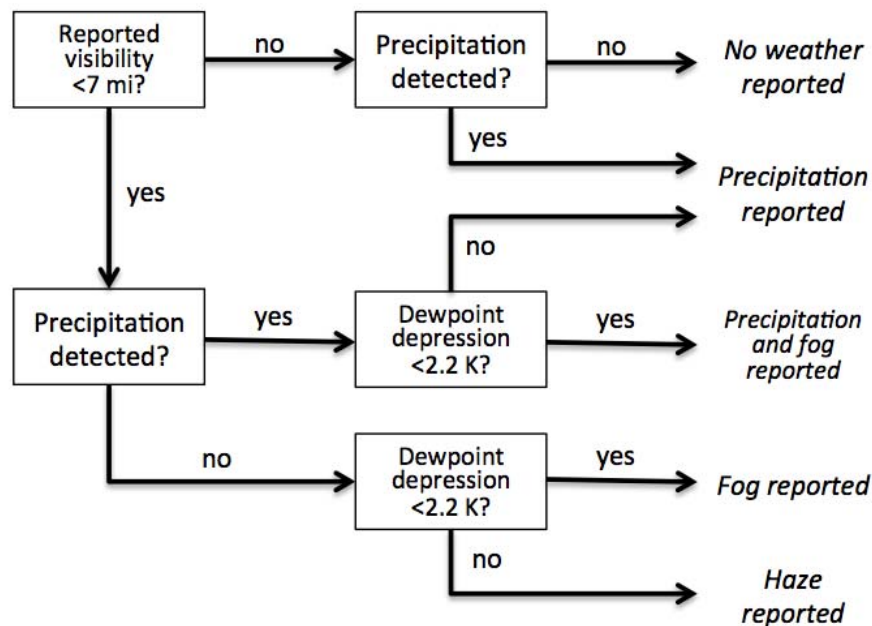 Reported
visibility
<7 mi?
no
Precipitation
detected?
no
No weather
reported
yes
yes
Precipitation
reported
no
Precipitation
detected?
yes
Dewpoint
depression
<2.2 K?
yes
Precipitation
and fog
reported
no
Dewpoint
depression
<2.2 K?
yes
Fog reported
no
Haze
reported